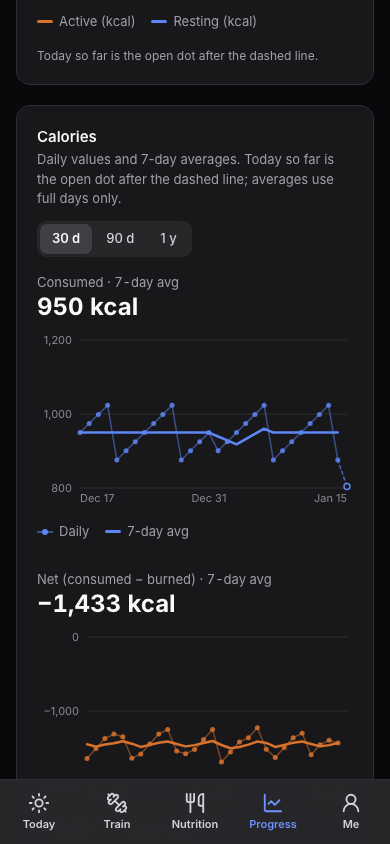 Active (kcal) Resting (kcal)
Today so far is the open dot after the dashed line.
Calories
Daily values and 7-day averages. Today so far is
the open dot after the dashed line; averages use
full days only.
30 d 90 d 1 y
Consumed · 7-day avg
950 kcal
1,200
1,000
800
Dec 17 Dec 31 Jan 15
Daily 7-day avg
Net (consumed − burned) · 7-day avg
−1,433 kcal
0
−1,000
Today Train Nutrition Progress Me